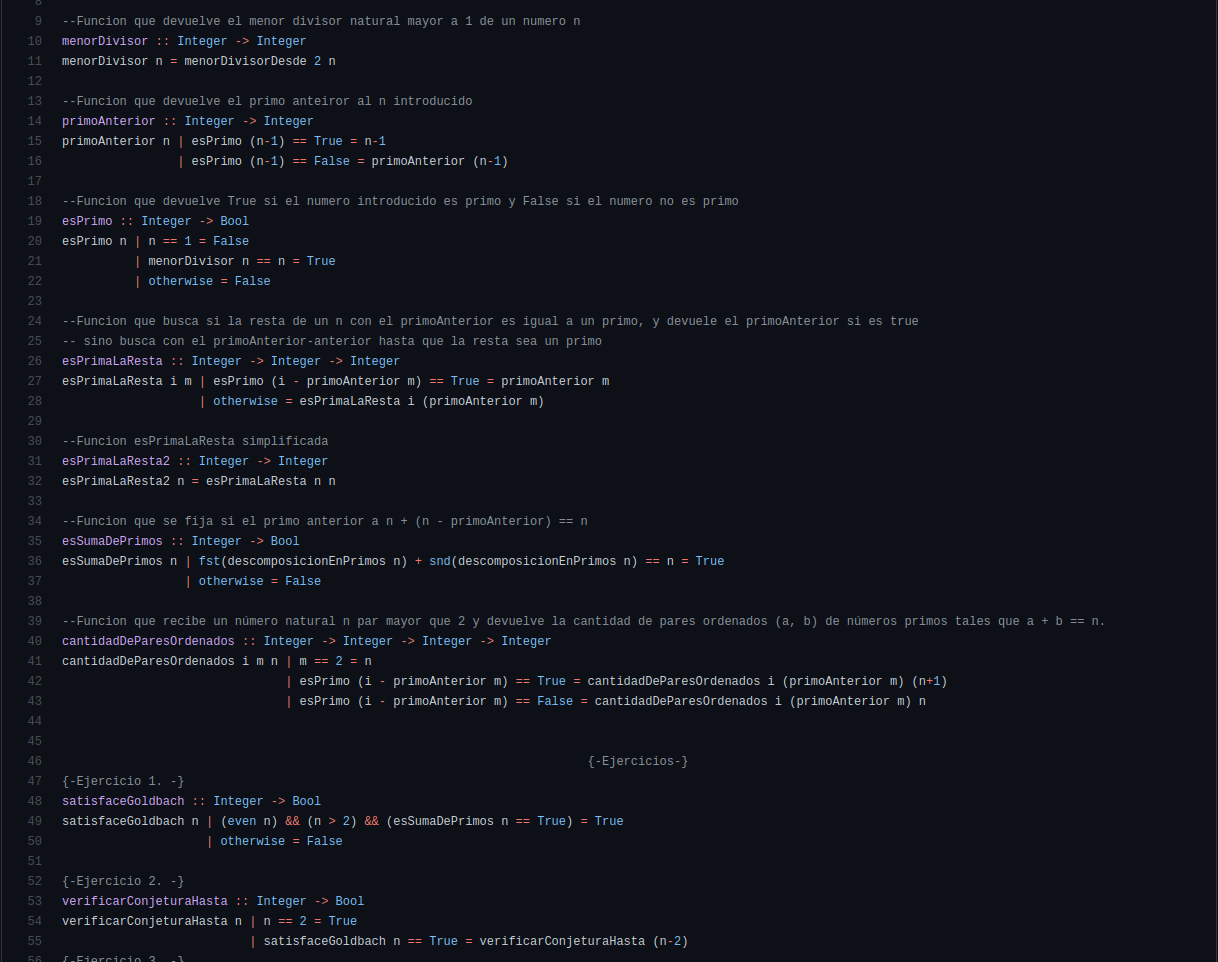 8
9 --Funcion que devuelve el menor divisor natural mayor a 1 de un numero n
10 menorDivisor :: Integer -> Integer
11 menorDivisor n = menorDivisorDesde 2 n
12
13 --Funcion que devuelve el primo anteiror al n introducido
14 primoAnterior :: Integer -> Integer
15 primoAnterior n | esPrimo (n-1) == True = n-1
16                 | esPrimo (n-1) == False = primoAnterior (n-1)
17
18 --Funcion que devuelve True si el numero introducido es primo y False si el numero no es primo
19 esPrimo :: Integer -> Bool
20 esPrimo n | n == 1 = False
21           | menorDivisor n == n = True
22           | otherwise = False
23
24 --Funcion que busca si la resta de un n con el primoAnterior es igual a un primo, y devuele el primoAnterior si es true
25 -- sino busca con el primoAnterior-anterior hasta que la resta sea un primo
26 esPrimaLaResta :: Integer -> Integer -> Integer
27 esPrimaLaResta i m | esPrimo (i - primoAnterior m) == True = primoAnterior m
28                    | otherwise = esPrimaLaResta i (primoAnterior m)
29
30 --Funcion esPrimaLaResta simplificada
31 esPrimaLaResta2 :: Integer -> Integer
32 esPrimaLaResta2 n = esPrimaLaResta n n
33
34 --Funcion que se fija si el primo anterior a n + (n - primoAnterior) == n
35 esSumaDePrimos :: Integer -> Bool
36 esSumaDePrimos n | fst(descomposicionEnPrimos n) + snd(descomposicionEnPrimos n) == n = True
37                  | otherwise = False
38
39 --Funcion que recibe un número natural n par mayor que 2 y devuelve la cantidad de pares ordenados (a, b) de números primos tales que a + b == n.
40 cantidadDeParesOrdenados :: Integer -> Integer -> Integer -> Integer
41 cantidadDeParesOrdenados i m n | m == 2 = n
42                                | esPrimo (i - primoAnterior m) == True = cantidadDeParesOrdenados i (primoAnterior m) (n+1)
43                                | esPrimo (i - primoAnterior m) == False = cantidadDeParesOrdenados i (primoAnterior m) n
44
45
46                                                                          {-Ejercicios-}
47 {-Ejercicio 1. -}
48 satisfaceGoldbach :: Integer -> Bool
49 satisfaceGoldbach n | (even n) && (n > 2) && (esSumaDePrimos n == True) = True
50                     | otherwise = False
51
52 {-Ejercicio 2. -}
53 verificarConjeturaHasta :: Integer -> Bool
54 verificarConjeturaHasta n | n == 2 = True
55                           | satisfaceGoldbach n == True = verificarConjeturaHasta (n-2)
56 {-Ejercicio 3. -}